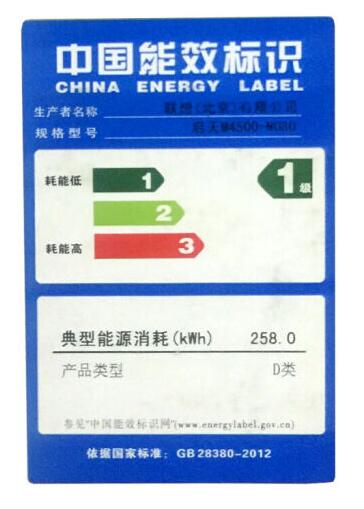 中国能效标识
CHINA ENERGY LABEL
生产者名称 联想(北京)有限公司
规格型号 启天M4500-N080
耗能低 1 1级
2
耗能高 3
典型能源消耗(kWh) 258.0
产品类型 D类
参见"中国能效标识网"(www.energylabel.gov.cn)
依据国家标准: GB 28380-2012